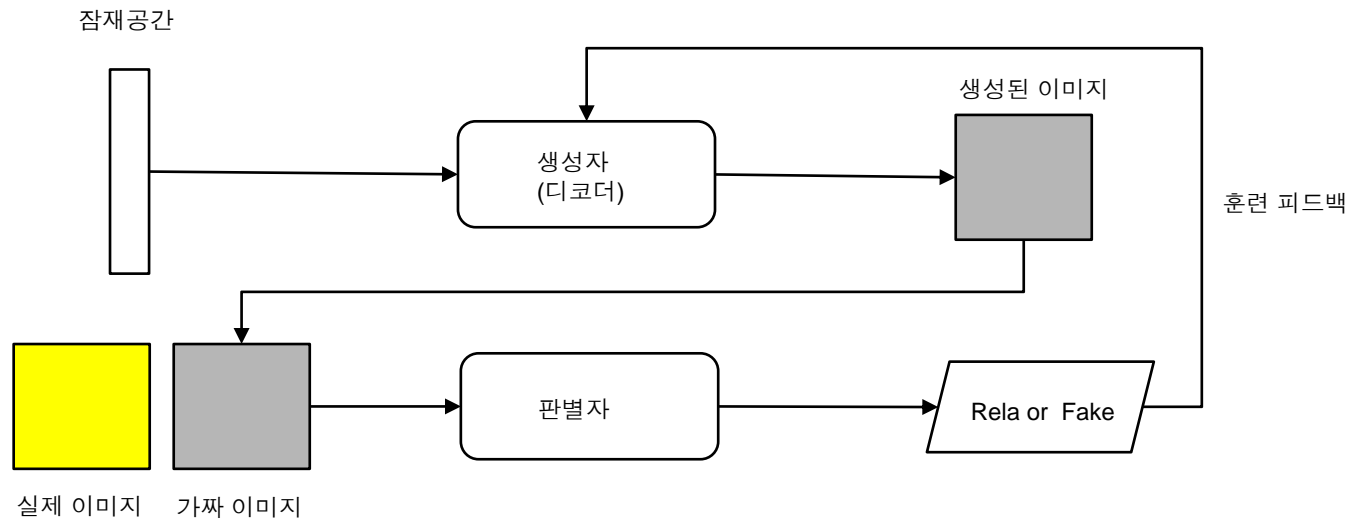 잠재공간
생성된 이미지
생성자
(디코더)
훈련 피드백
판별자
Rela or Fake
실제 이미지
가짜 이미지